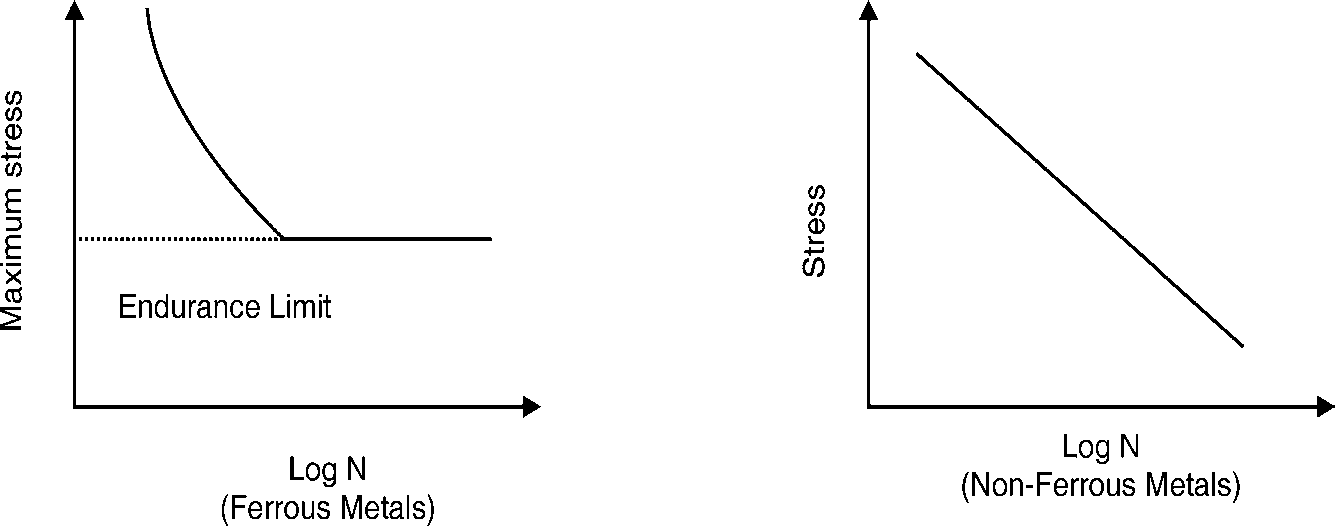 Maximum stress
Endurance Limit
Log N
(Ferrous Metals)
Stress
Log N
(Non-Ferrous Metals)